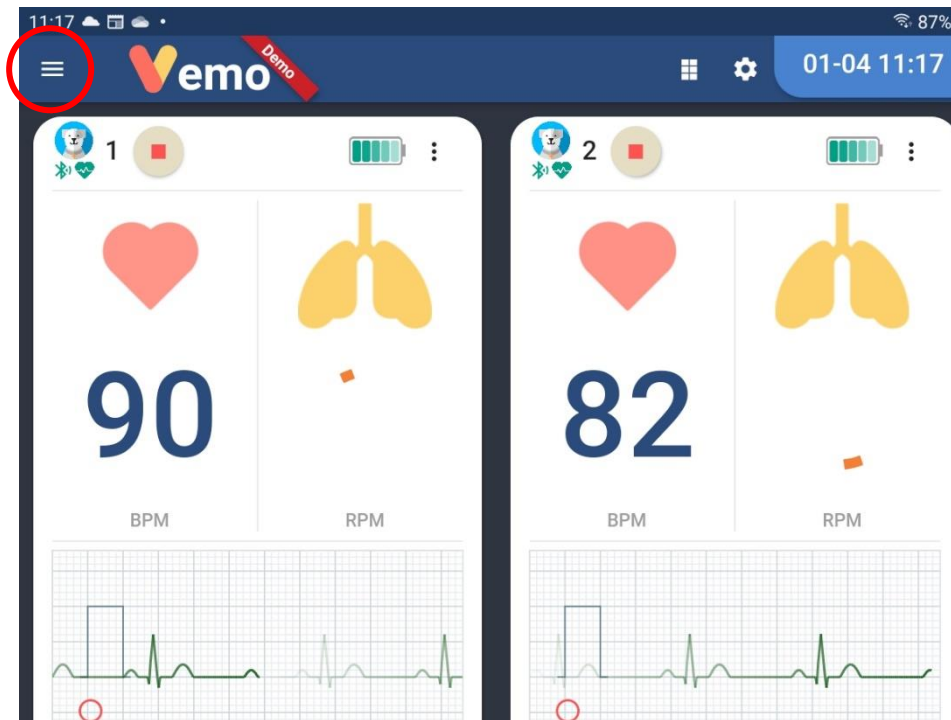 11:17
87%
Vemo
Demo
01-04 11:17
1
2
90
82
BPM
RPM
BPM
RPM